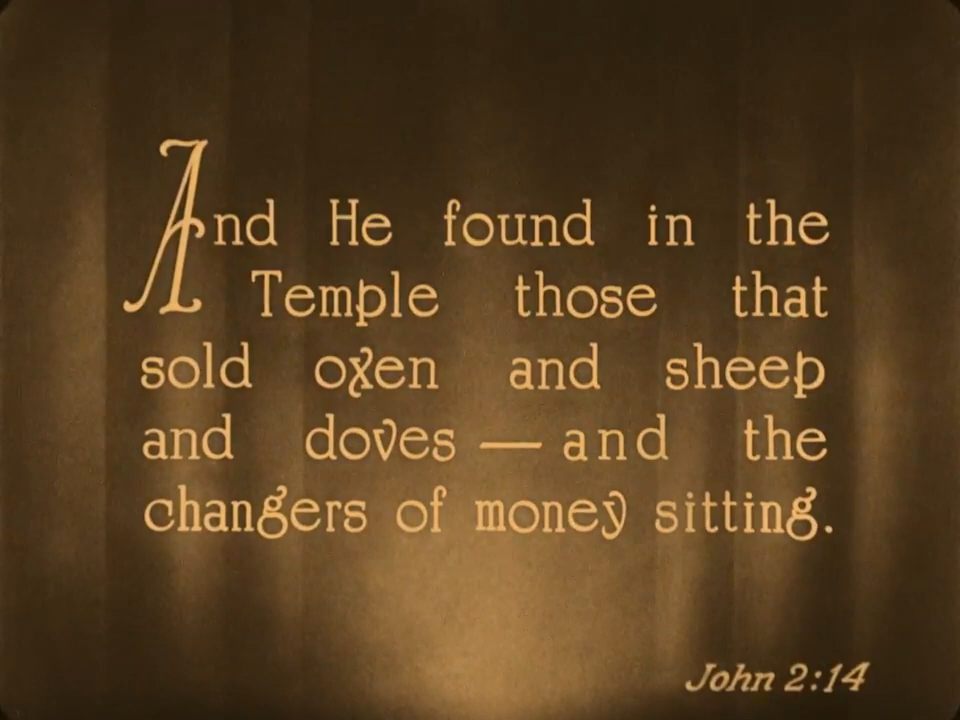 And He found in the
Temple those that
sold oxen and sheep
and doves — and the
changers of money sitting.
John 2:14